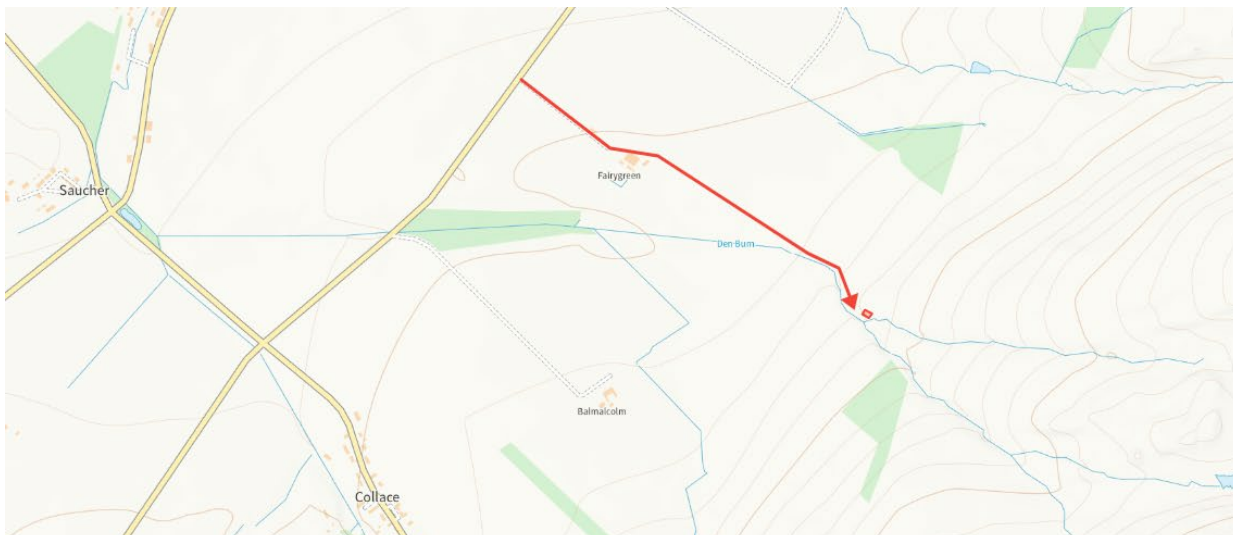 Saucher
Fairygreen
Den Burn
Balmalcolm
Collace